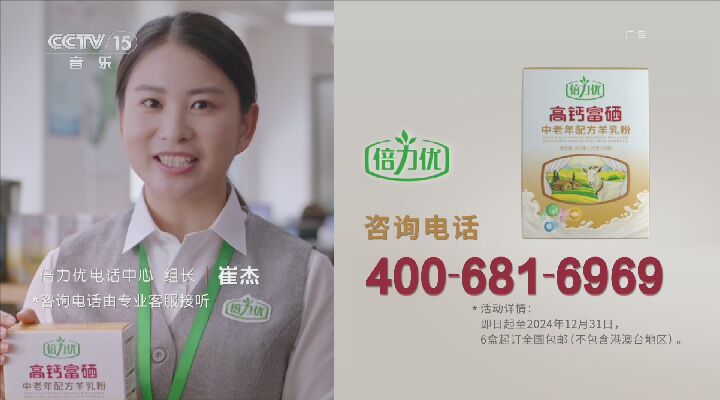 CCTV 15
音乐
倍力优电话中心 组长 | 崔杰
*咨询电话由专业客服接听
倍力优
倍力优
高钙富硒
中老年配方羊乳粉
广告
倍力优
倍力优
高钙富硒
中老年配方羊乳粉
咨询电话
400-681-6969
*活动详情:
即日起至2024年12月31日，
6盒起订全国包邮(不包含港澳台地区)。